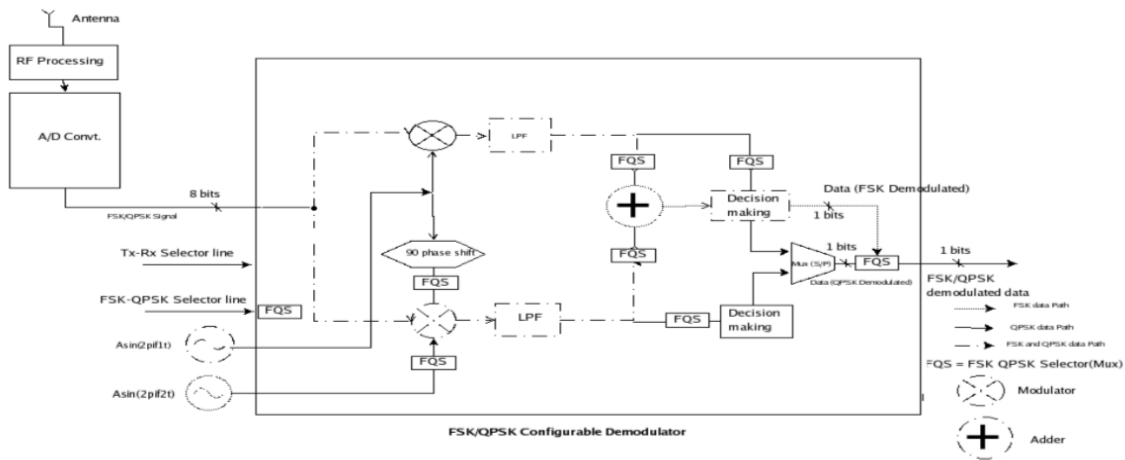 Antenna
RF Processing
A/D Convt.
8 bits
FSK/QPSK Signal
Tx-Rx Selector line
FSK-QPSK Selector line
FQS
Asin(2pif1t)
Asin(2pif2t)
LPF
90 phase shift
FQS
LPF
FQS
FQS
FQS
FQS
Decision
making
Data (FSK Demodulated)
1 bits
Mux (S/P)
1 bits
FQS
Data (QPSK Demodulated)
FQS
Decision
making
1 bits
FSK/QPSK
demodulated data
FSK data Path
QPSK data Path
FSK and QPSK data Path
FQS = FSK QPSK Selector(Mux)
Modulator
Adder
FSK/QPSK Configurable Demodulator